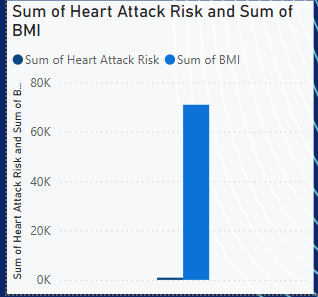 Sum of Heart Attack Risk and Sum of
BMI
Sum of Heart Attack Risk Sum of BMI
Sum of Heart Attack Risk and Sum of B...
80K
60K
40K
20K
0K